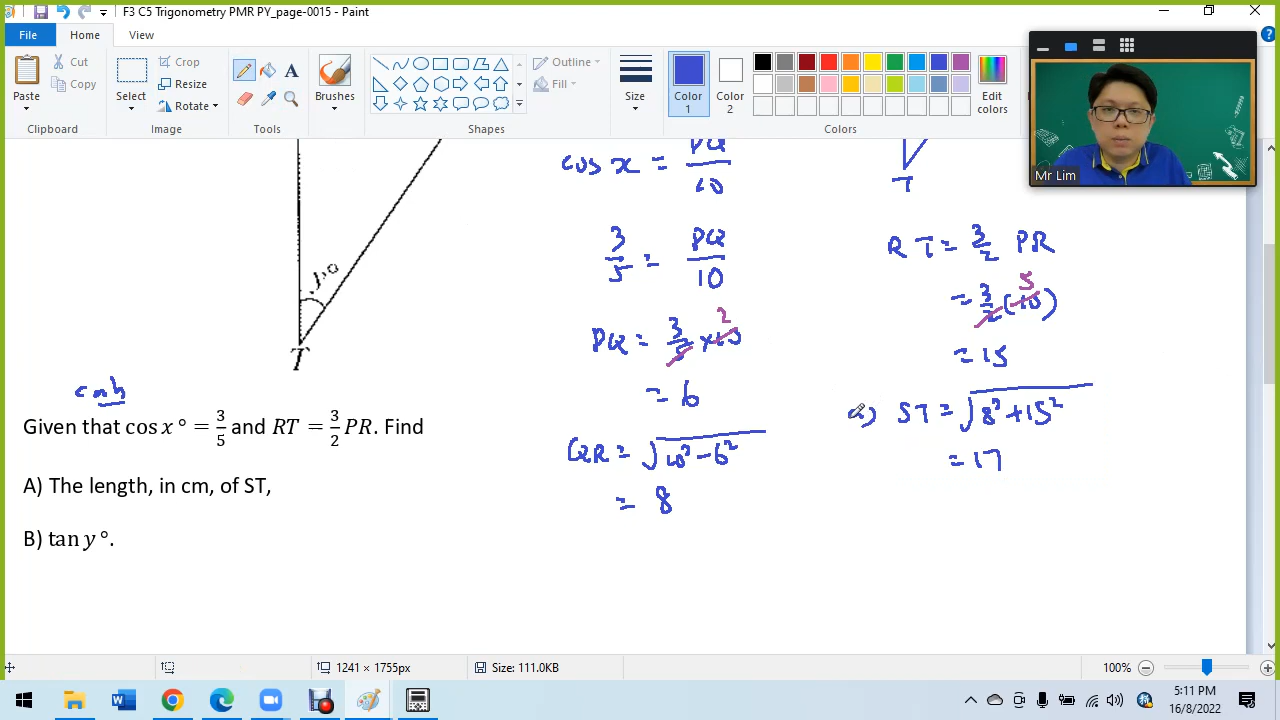 F3 C5 Trigonometry PMR PY_page-0015 - Paint
File
Home
View
Paste
Cut
Copy
Clipboard
Select
Crop
Resize
Rotate
Image
Tools
Brushes
Shapes
Outline
Fill
Size
Color 1
Color 2
Edit colors
Colors
Mr Lim
y°
T
cos x = PQ/10
3/5 = PQ/10
PQ = 3/5 × 10
2
= 6
QR = √10² - 6²
= 8
T
RT = 3/2 PR
= 3/2 (10)
5
= 15
a) ST = √8² + 15²
= 17
cah
Given that cos x° = 3/5 and RT = 3/2 PR. Find
A) The length, in cm, of ST,
B) tan y°.
1241 × 1755px
Size: 111.0KB
100%
5:11 PM
16/8/2022